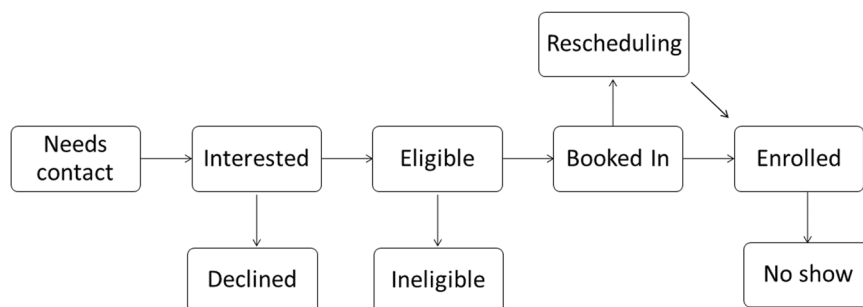 Rescheduling
Needs
contact
Interested
Eligible
Booked In
Enrolled
Declined
Ineligible
No show